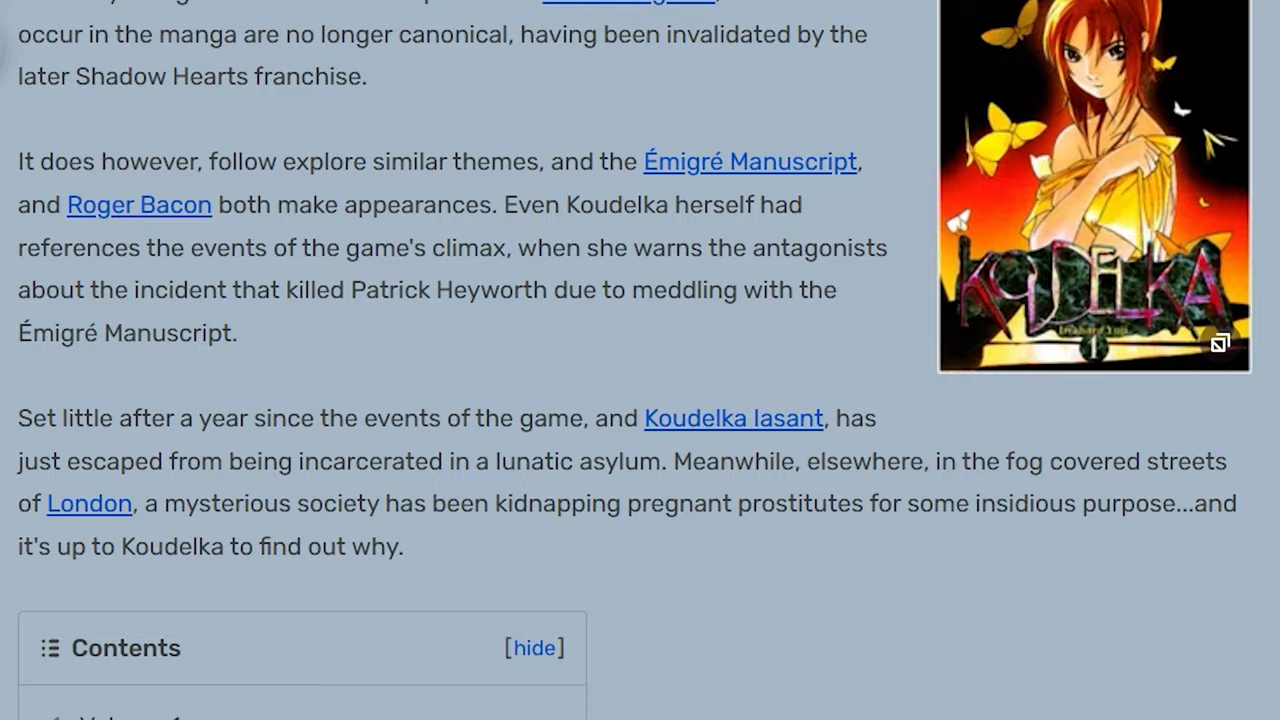 occur in the manga are no longer canonical, having been invalidated by the
later Shadow Hearts franchise.
It does however, follow explore similar themes, and the Émigré Manuscript,
and Roger Bacon both make appearances. Even Koudelka herself had
references the events of the game's climax, when she warns the antagonists
about the incident that killed Patrick Heyworth due to meddling with the
Émigré Manuscript.
KOUDELKA
1
Set little after a year since the events of the game, and Koudelka Iasant, has
just escaped from being incarcerated in a lunatic asylum. Meanwhile, elsewhere, in the fog covered streets
of London, a mysterious society has been kidnapping pregnant prostitutes for some insidious purpose...and
it's up to Koudelka to find out why.
Contents [hide]